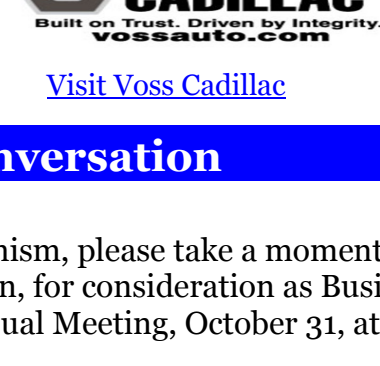 CADILLAC
Built on Trust. Driven by Integrity.
vossauto.com
Visit Voss Cadillac
nversation
nism, please take a moment
n, for consideration as Busi
ual Meeting, October 31, at